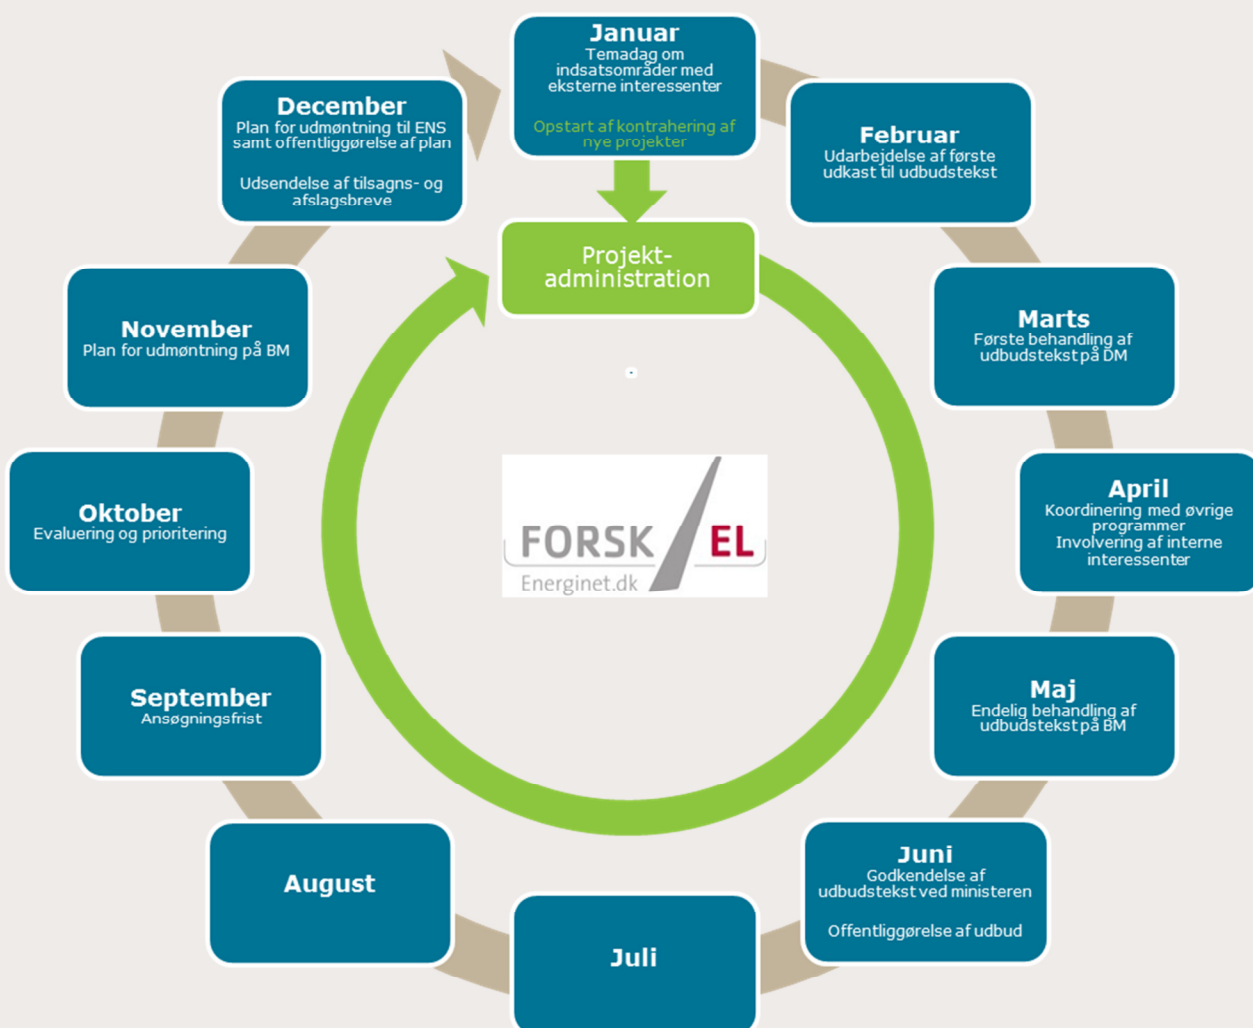 Januar
Temadag om
indsatsområder med
eksterne interessenter
Opstart af kontrahering af
nye projekter
Februar
Udarbejdelse af første
udkast til udbudstekst
Marts
Første behandling af
udbudstekst på DM
April
Koordinering med øvrige
programmer
Involvering af interne
interessenter
Maj
Endelig behandling af
udbudstekst på BM
Juni
Godkendelse af
udbudstekst ved ministeren
Offentliggørelse af udbud
Juli
August
September
Ansøgningsfrist
Oktober
Evaluering og prioritering
November
Plan for udmøntning på BM
December
Plan for udmøntning til ENS
samt offentliggørelse af plan
Udsendelse af tilsagns- og
afslagsbreve
Projekt-
administration
FORSK EL
Energinet.dk